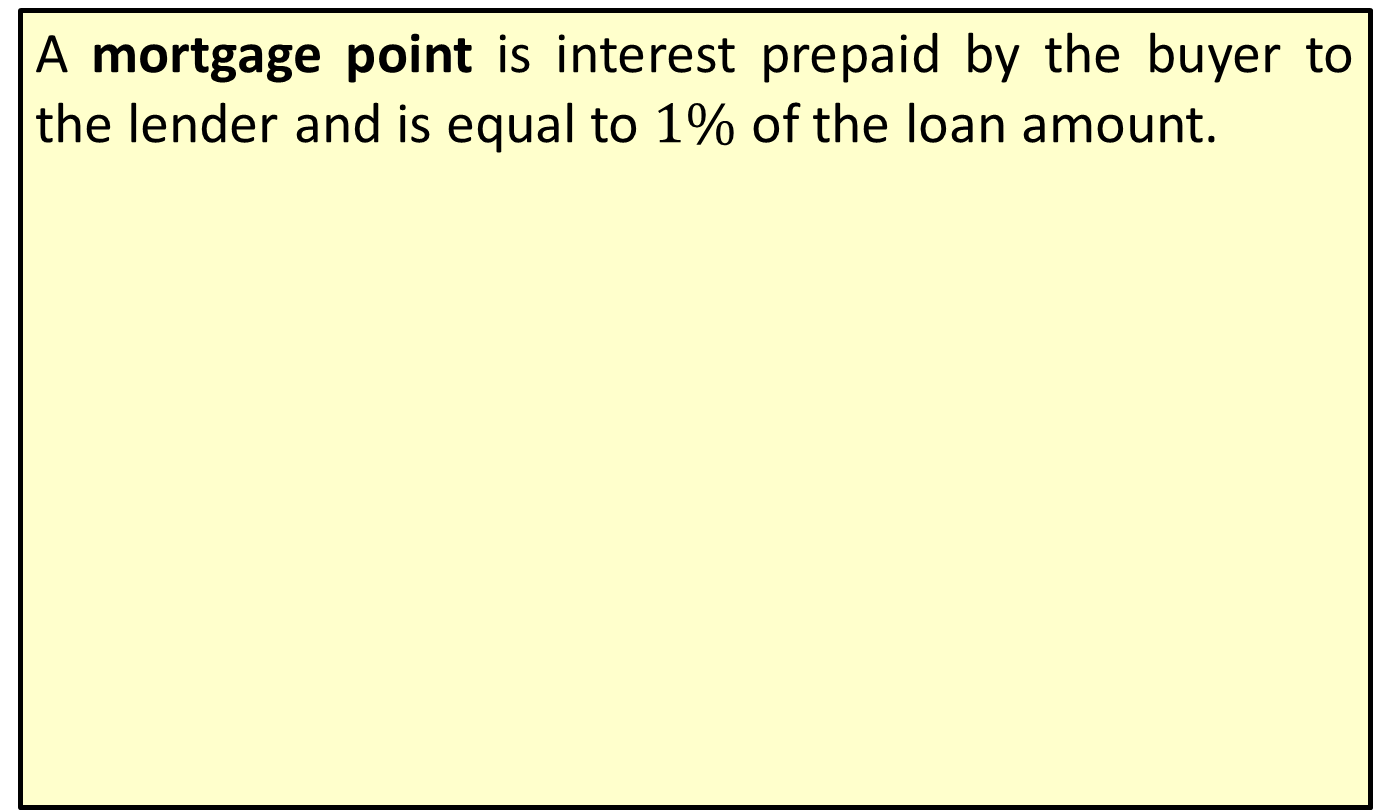 A mortgage point is interest prepaid by the buyer to
the lender and is equal to 1% of the loan amount.